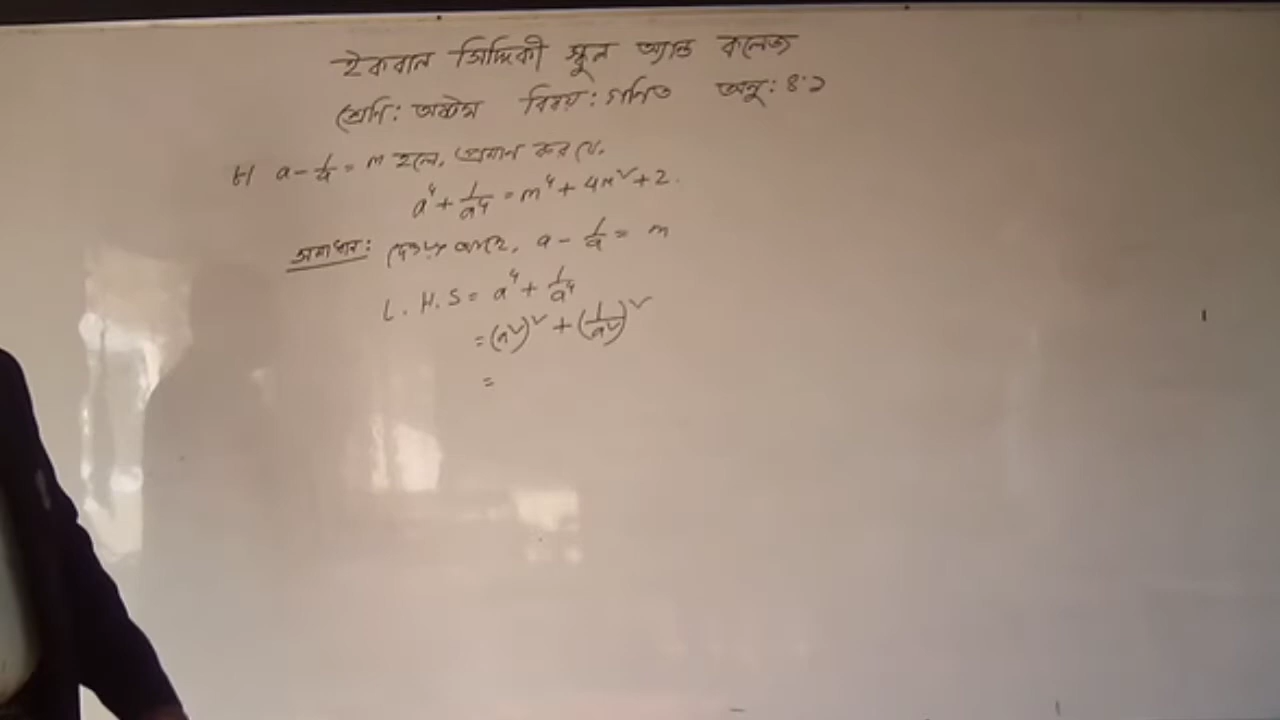 ইকবাল সিদ্দিকী স্কুল অ্যান্ড কলেজ
শ্রেণি: অষ্টম বিষয়: গণিত অনু: ৪.১
a - 1/a = m হলে, প্রমাণ কর যে,
a⁴ + 1/a⁴ = m⁴ + 4m² + 2.
সমাধান: দেওয়া আছে, a - 1/a = m
L.H.S = a⁴ + 1/a⁴
= (a²)² + (1/a²)²
=